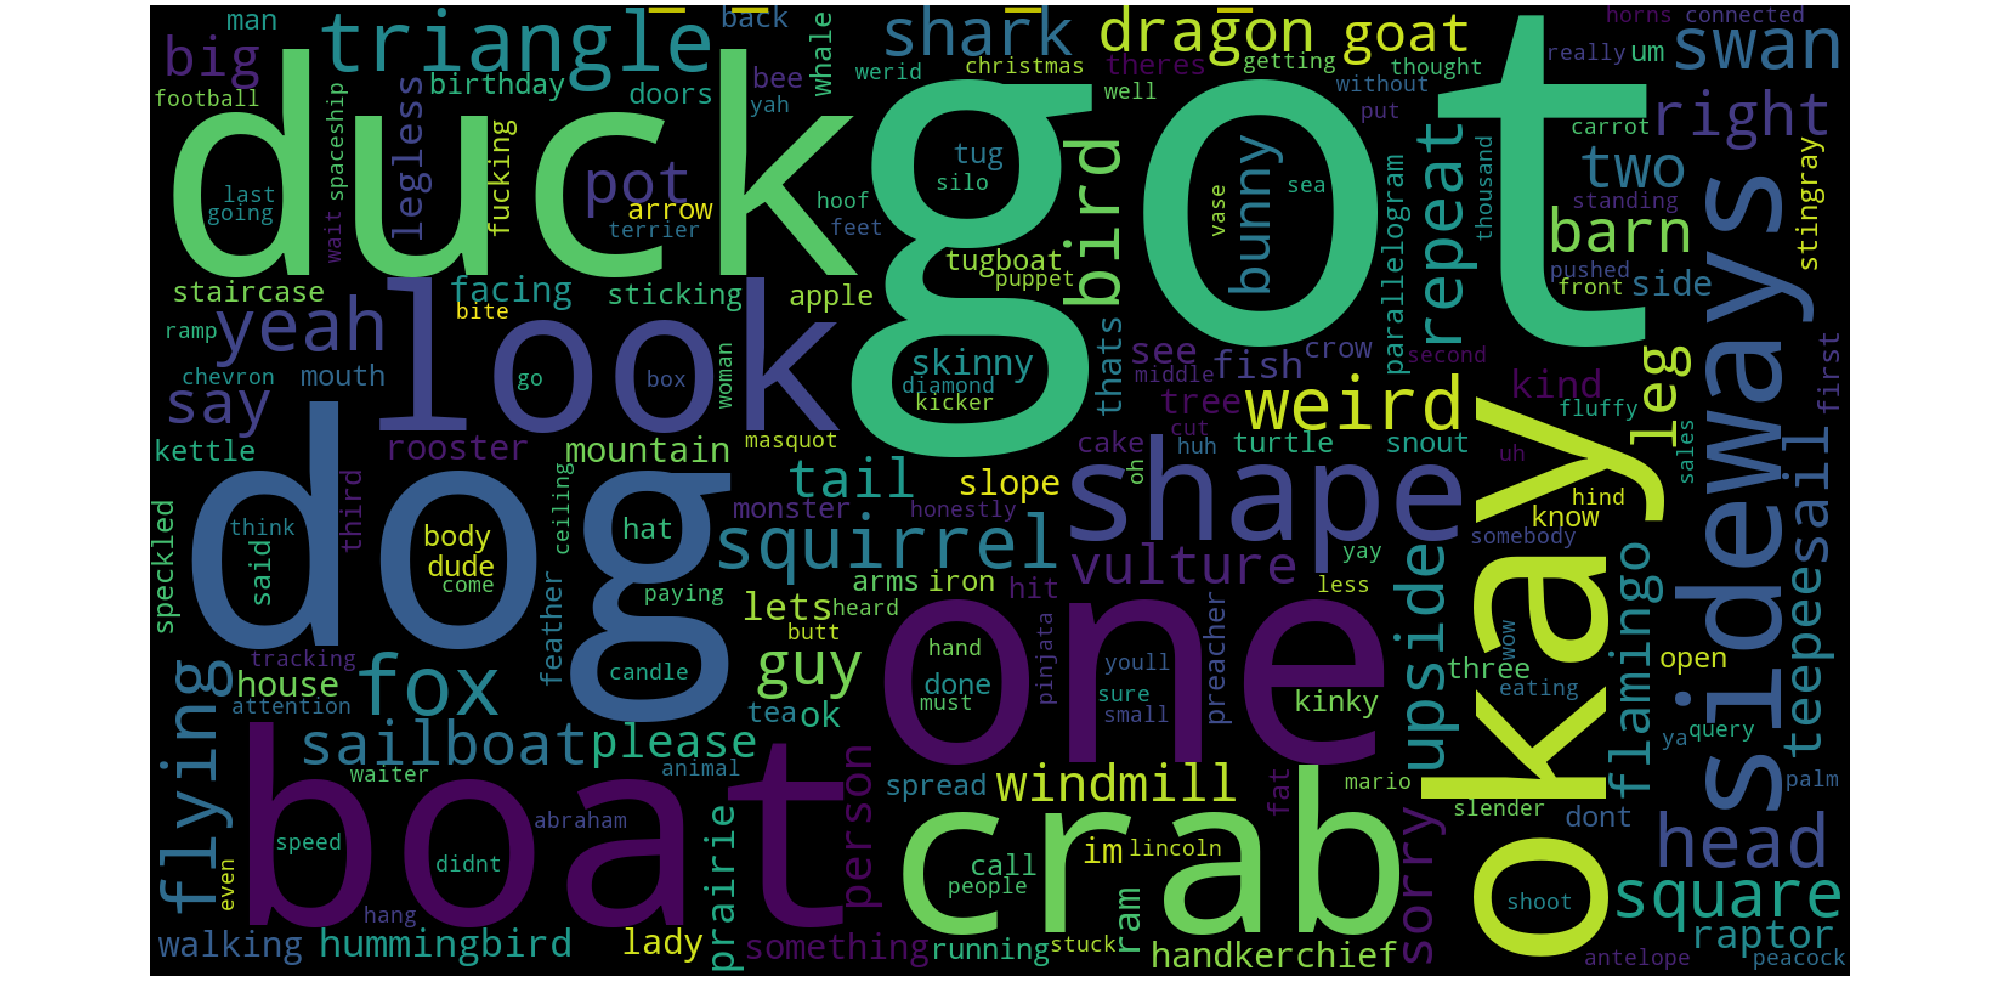 man
back
horns connected
big
triangle
whale
shark
dragon
goat
really
um
swan
werid
christmas
theres
getting
thought
football
birthday
doors
bee
yah
well
without
put
carrot
right
duck
got
spaceship
legless
fucking
pot
arrow
terrier
hoof
feet
tug
silo
bird
vase
bunny
sea
parallelogram
repeat
thousand
two
standing
barn
stingray
last
going
wait
tugboat
puppet
pushed
front
side
staircase
facing
bite
sticking
apple
ramp
yeah
look
go
box
woman
skinny
diamond
kicker
thats
see
middle
fish
crow
second
leg
sideways
first
chevron
mouth
say
tree
weird
kind
fluffy
kettle
rooster
mountain
masquot
cake
cut
huh
turtle
snout
uh
sales
sail
speckled
third
dog
ceiling
hat
tail
slope
oh
shape
okay
hind
know
somebody
think
said
body
dude
come
monster
honestly
squirrel
vulture
yay
feather
paying
arms
iron
hit
less
upside
flamingo
teepee
lets
heard
butt
one
preacher
wow
tracking
house
attention
fox
candle
guy
hand
done
must
youll
sure
small
pinjata
kinky
three
eating
open
flying
tea
ok
query
ya
sailboat
please
waiter
animal
person
spread
windmill
fat
mario
slender
dont
palm
boat
speed
didnt
abraham
prairie
crab
call
people
im
lincoln
sorry
head
even
hang
ram
shoot
square
walking
hummingbird
lady
something
running
stuck
handkerchief
raptor
antelope
peacock